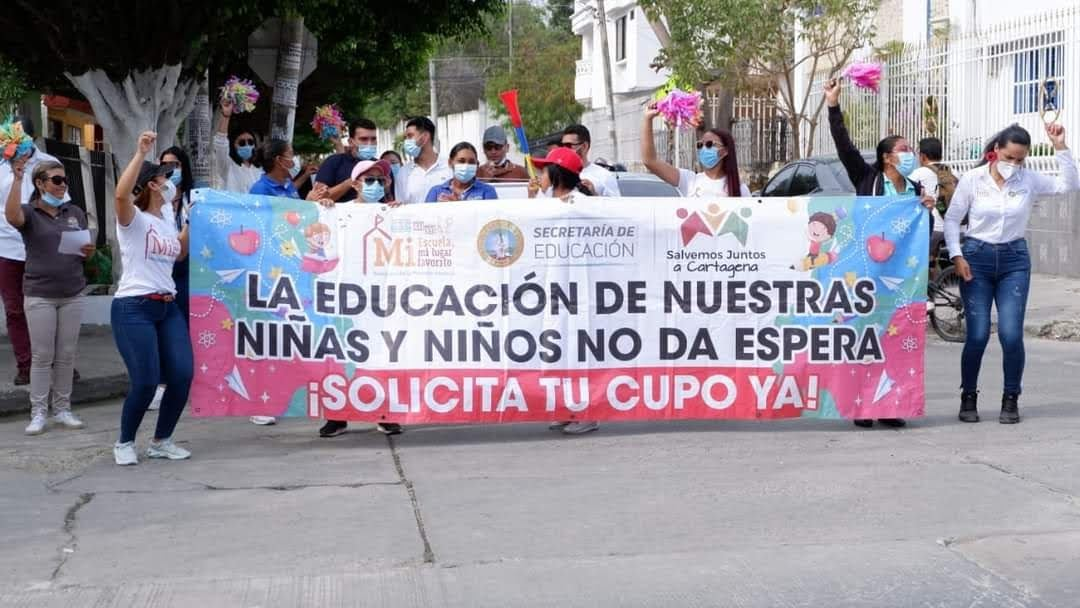 Mi
Escuela,
mi lugar
favorito
SECRETARÍA DE
EDUCACIÓN
Salvemos Juntos
a Cartagena
LA EDUCACIÓN DE NUESTRAS
NIÑAS Y NIÑOS NO DA ESPERA
¡SOLICITA TU CUPO YA!
Mi